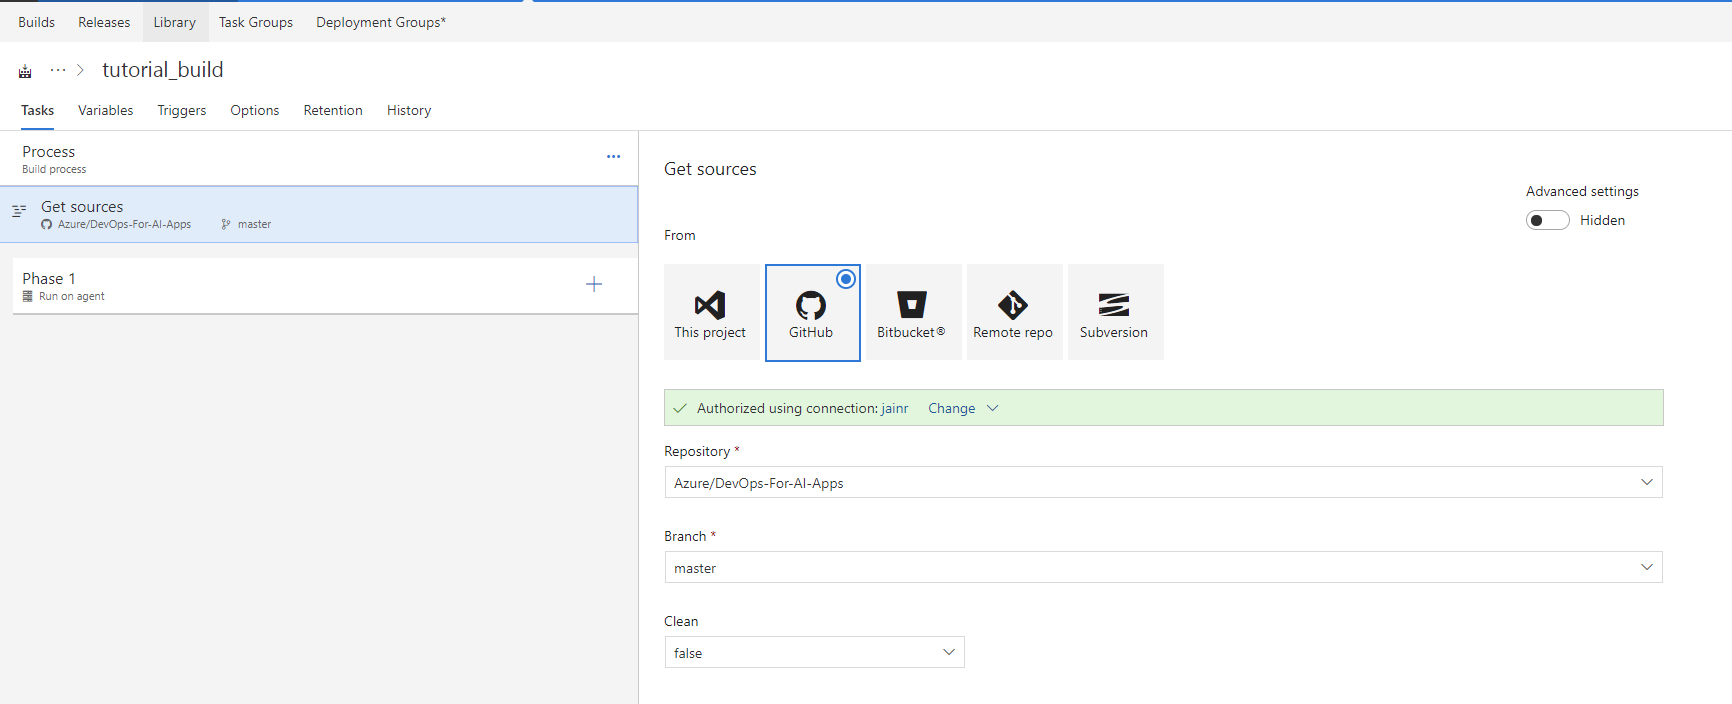 Builds Releases Library Task Groups Deployment Groups*
... > tutorial_build
Tasks Variables Triggers Options Retention History
Process
Build process
...
Get sources
Azure/DevOps-For-AI-Apps master
Phase 1
Run on agent
Get sources
Advanced settings
Hidden
From
This project GitHub Bitbucket® Remote repo Subversion
Authorized using connection: jainr Change
Repository *
Azure/DevOps-For-AI-Apps
Branch *
master
Clean
false